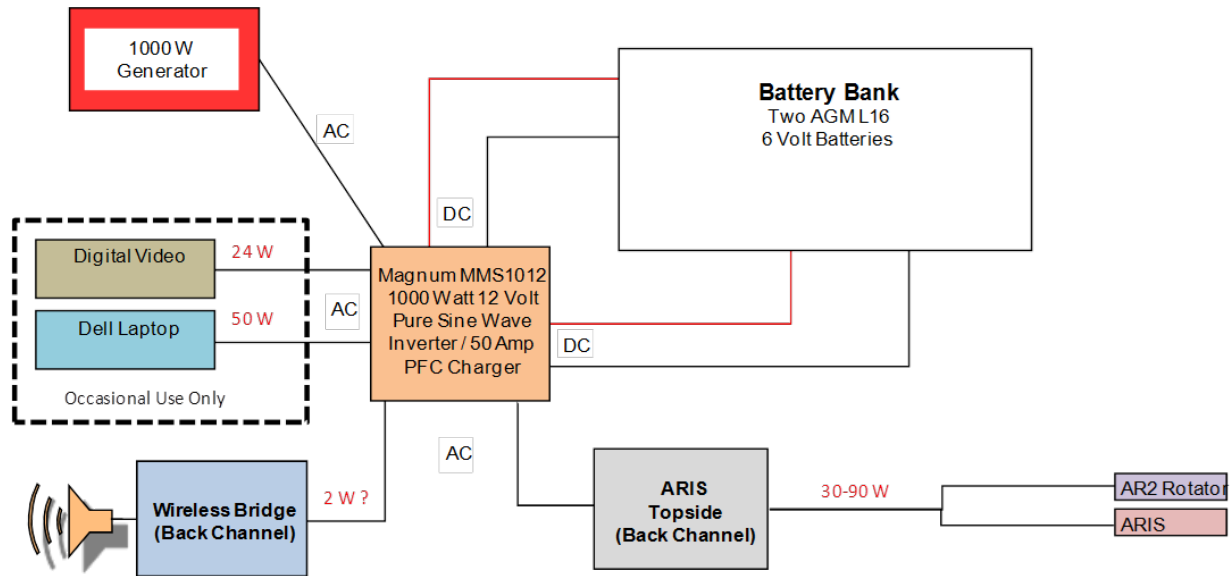 1000 W
Generator
Battery Bank
Two AGM L16
6 Volt Batteries
AC
DC
Digital Video
24 W
Dell Laptop
50 W
AC
Occasional Use Only
Magnum MMS1012
1000 Watt 12 Volt
Pure Sine Wave
Inverter / 50 Amp
PFC Charger
DC
AC
Wireless Bridge
(Back Channel)
2 W ?
ARIS
Topside
(Back Channel)
30-90 W
AR2 Rotator
ARIS